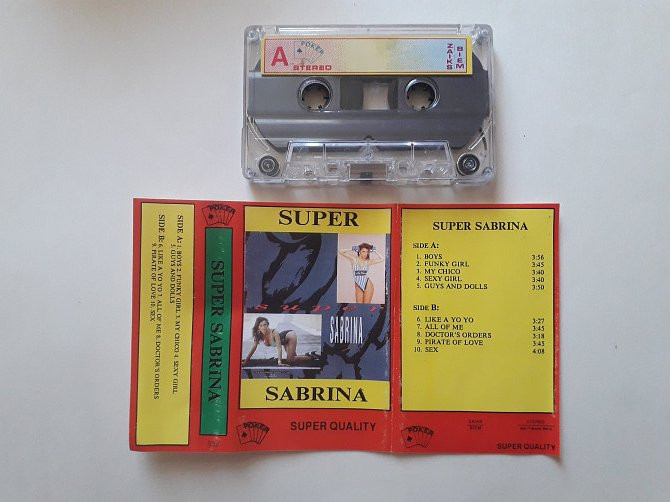 A
POKER
STEREO
ZAIKS
BIEM
POKER
SIDE A: 1. BOYS 2. FUNKY GIRL 3. MY CHICO 4. SEXY GIRL
5. GUYS AND DOLLS
SIDE B: 6. LIKE A YO YO 7. ALL OF ME 8. DOCTOR'S ORDERS
9. PIRATE OF LOVE 10. SEX
SUPER SABRINA
SUPER
SUPER
SABRINA
SABRINA
POKER
SUPER QUALITY
SUPER SABRINA
SIDE A:
1. BOYS 3:56
2. FUNKY GIRL 3:45
3. MY CHICO 3:40
4. SEXY GIRL 3:40
5. GUYS AND DOLLS 3:50
SIDE B:
6. LIKE A YO YO 3:27
7. ALL OF ME 3:45
8. DOCTOR'S ORDERS 3:18
9. PIRATE OF LOVE 3:45
10. SEX 4:08
POKER
ZAIKS
BIEM
STEREO
SUPER QUALITY